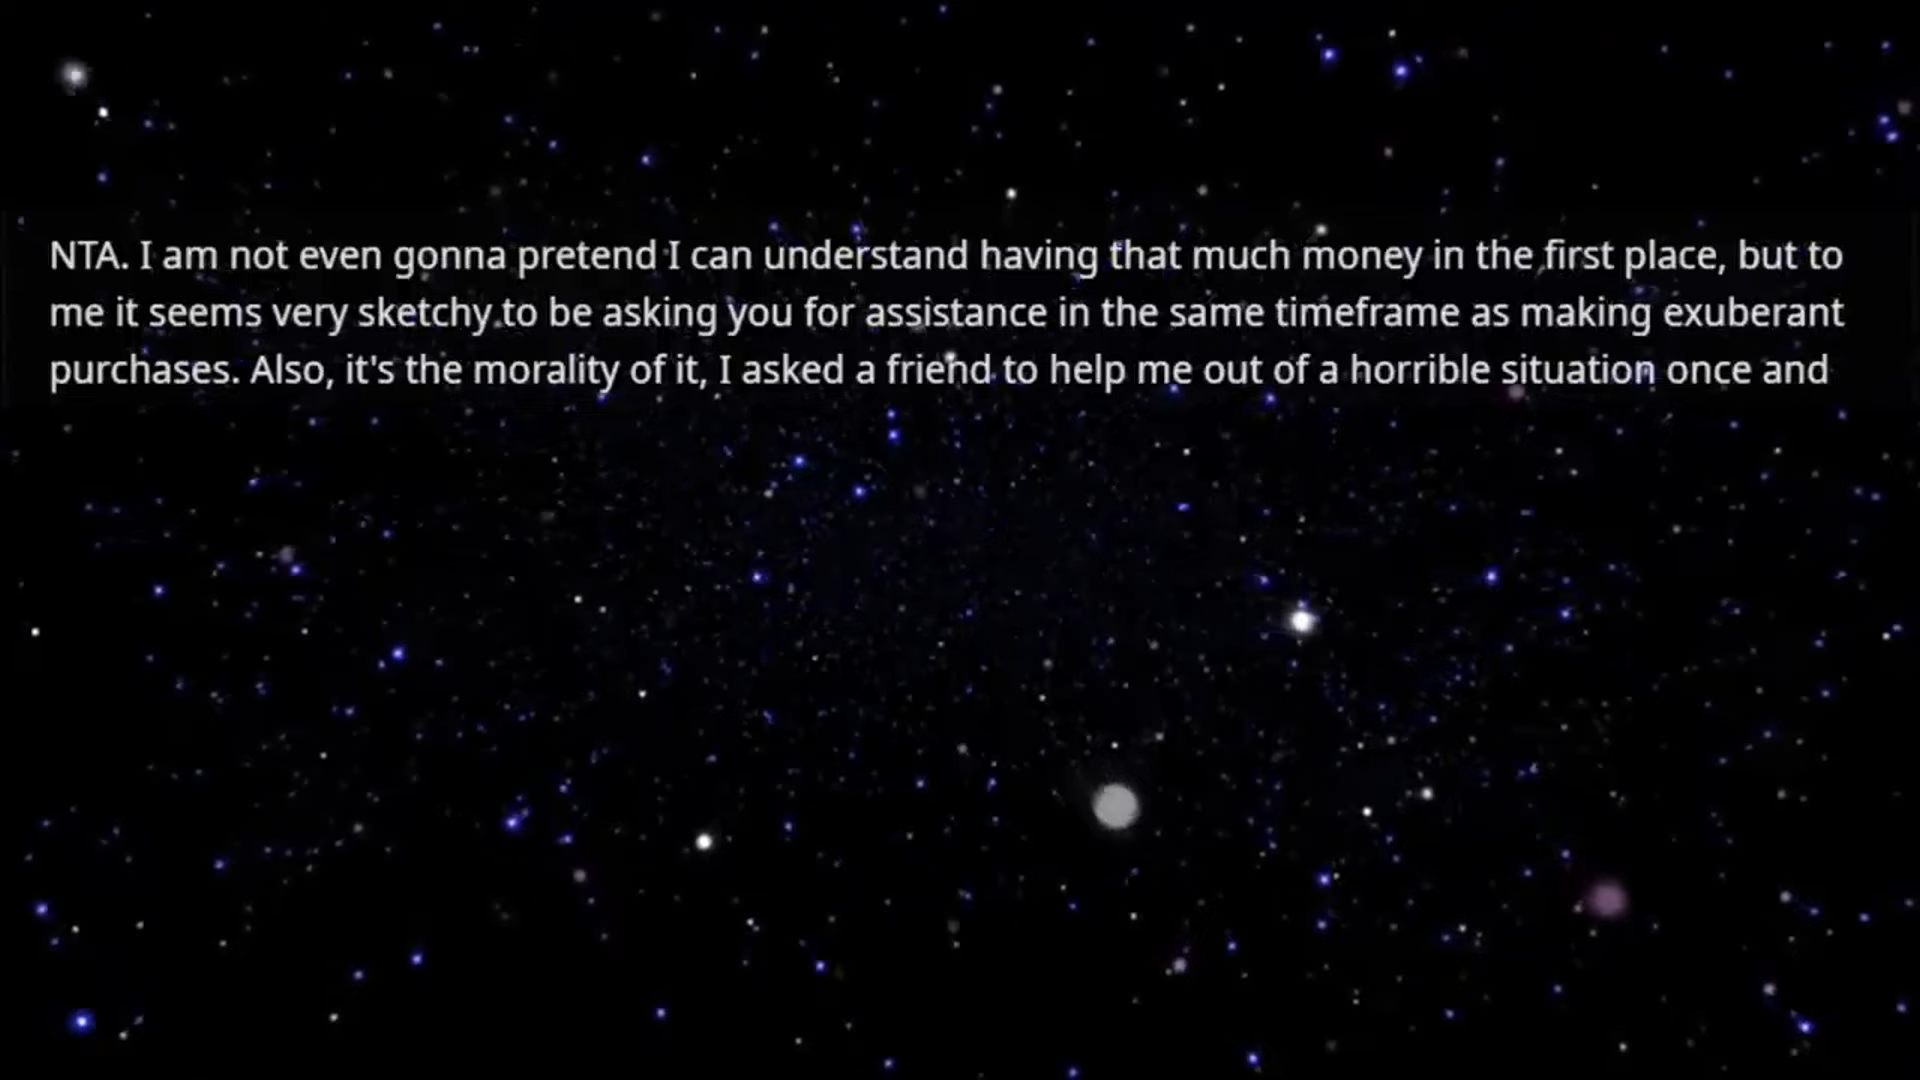 NTA. I am not even gonna pretend I can understand having that much money in the first place, but to
me it seems very sketchy to be asking you for assistance in the same timeframe as making exuberant
purchases. Also, it's the morality of it, I asked a friend to help me out of a horrible situation once and